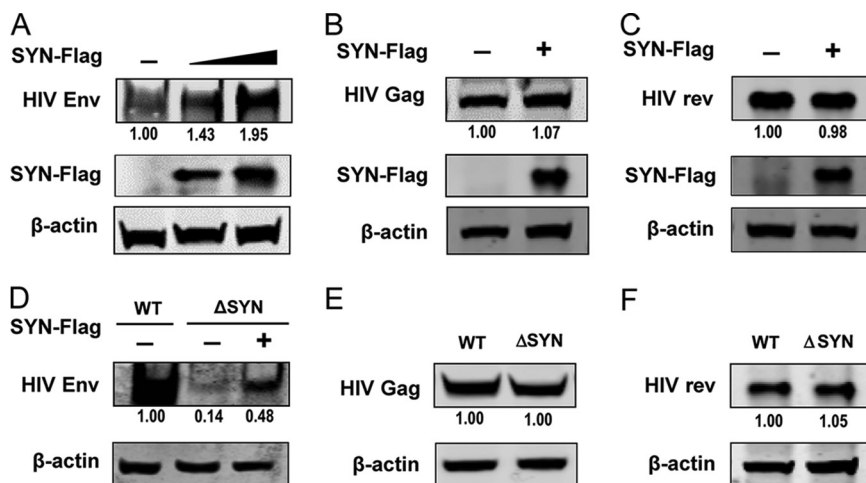 A
SYN-Flag –
HIV Env
1.00 1.43 1.95
SYN-Flag
β-actin
B
SYN-Flag – +
HIV Gag
1.00 1.07
SYN-Flag
β-actin
C
SYN-Flag – +
HIV rev
1.00 0.98
SYN-Flag
β-actin
D
WT ΔSYN
SYN-Flag – – +
HIV Env
1.00 0.14 0.48
β-actin
E
WT ΔSYN
HIV Gag
1.00 1.00
β-actin
F
WT Δ SYN
HIV rev
1.00 1.05
β-actin